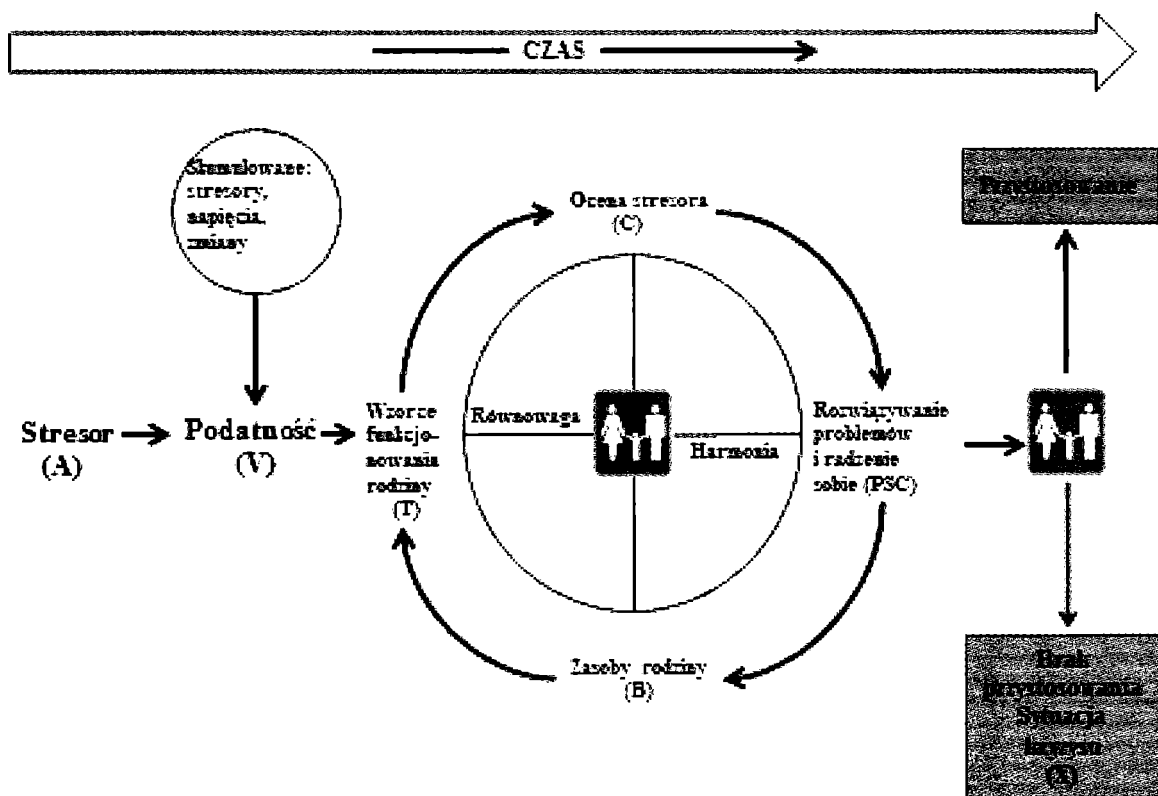 CZAS
Skumulowane:
stresory,
napięcia,
zmiany
Ocena stresora
(C)
Przystosowanie
Stresor
(A)
Podatność
(V)
Wzorce
funkcjo-
nowania
rodziny
(T)
Równowaga
Harmonia
Rozwiązywanie
problemów
i radzenie
sobie (PSC)
Zasoby rodziny
(B)
Brak
przystosowania
Sytuacja
kryzysu
(X)